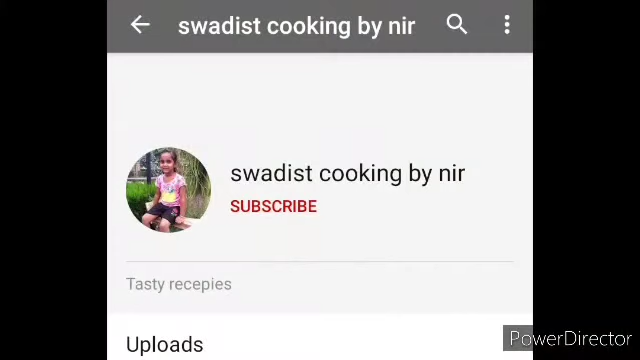 swadist cooking by nir
swadist cooking by nir
SUBSCRIBE
Tasty recepies
Uploads
PowerDirector